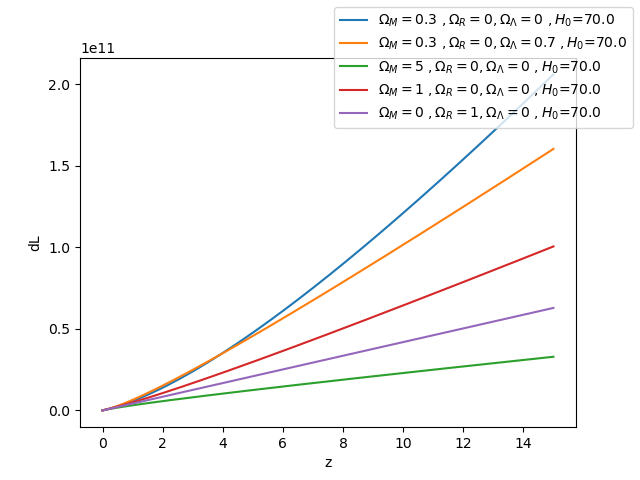 Ω_M = 0.3 , Ω_R = 0, Ω_Λ = 0 , H_0=70.0
Ω_M = 0.3 , Ω_R = 0, Ω_Λ = 0.7 , H_0=70.0
Ω_M = 5 , Ω_R = 0, Ω_Λ = 0 , H_0=70.0
Ω_M = 1 , Ω_R = 0, Ω_Λ = 0 , H_0=70.0
Ω_M = 0 , Ω_R = 1, Ω_Λ = 0 , H_0=70.0
1e11
2.0
1.5
1.0
0.5
0.0
dL
0 2 4 6 8 10 12 14
z